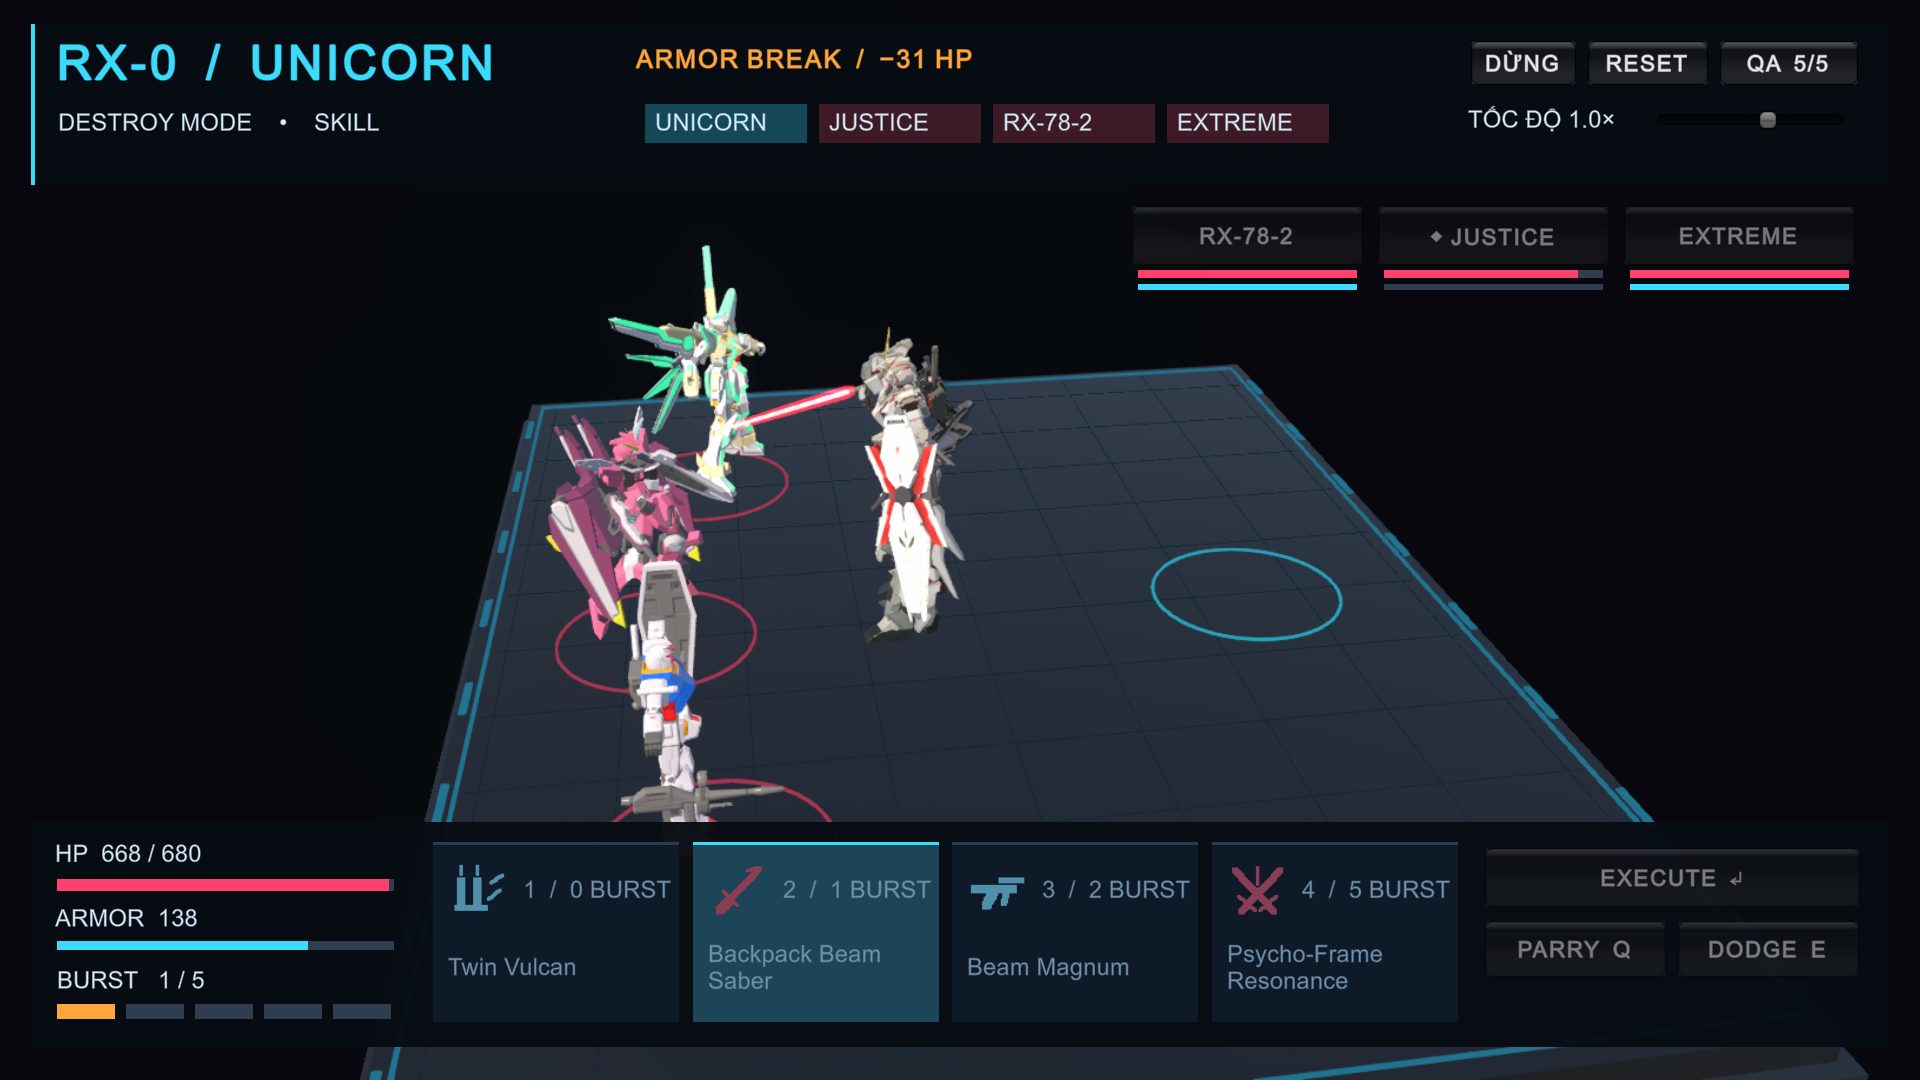 RX-0 / UNICORN
DESTROY MODE • SKILL
ARMOR BREAK / −31 HP
UNICORN
JUSTICE
RX-78-2
EXTREME
DỪNG
RESET
QA 5/5
TỐC ĐỘ 1.0×
RX-78-2
◆ JUSTICE
EXTREME
HP 668 / 680
ARMOR 138
BURST 1 / 5
1 / 0 BURST
Twin Vulcan
2 / 1 BURST
Backpack Beam
Saber
3 / 2 BURST
Beam Magnum
4 / 5 BURST
Psycho-Frame
Resonance
EXECUTE ↲
PARRY Q
DODGE E